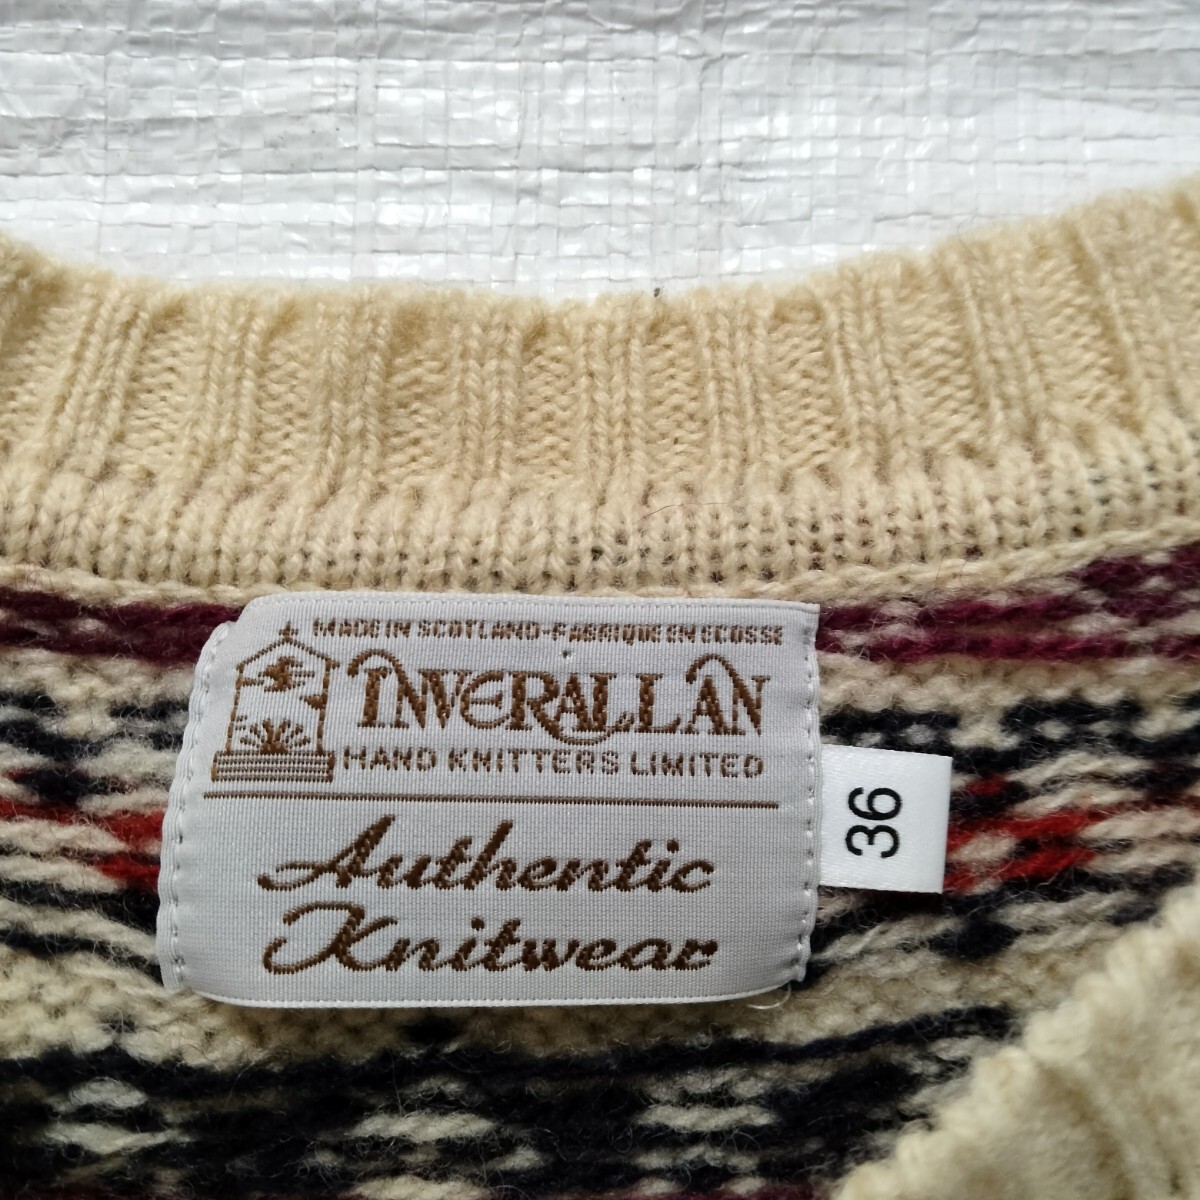 MADE IN SCOTLAND-FABRIQUE EN ECOSSE
INVERALLAN
HAND KNITTERS LIMITED
Authentic
Knitwear
36